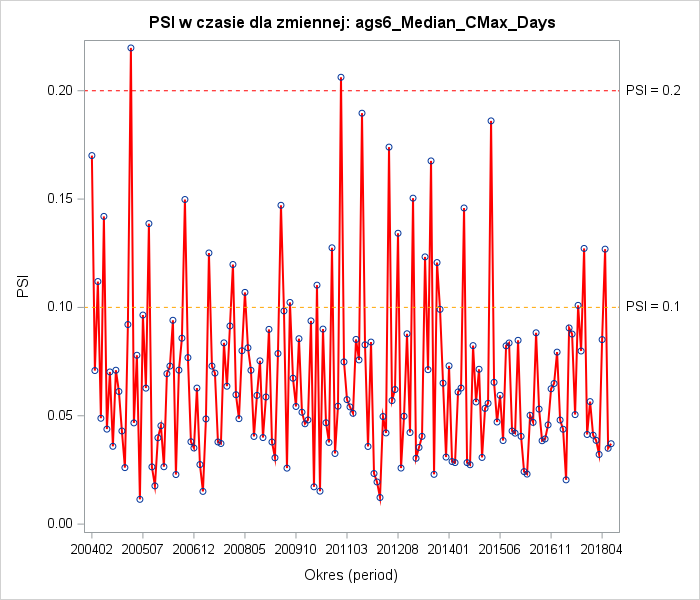 PSI w czasie dla zmiennej: ags6_Median_CMax_Days
0.20
PSI = 0.2
0.15
PSI
0.10
PSI = 0.1
0.05
0.00
200402 200507 200612 200805 200910 201103 201208 201401 201506 201611 201804
Okres (period)